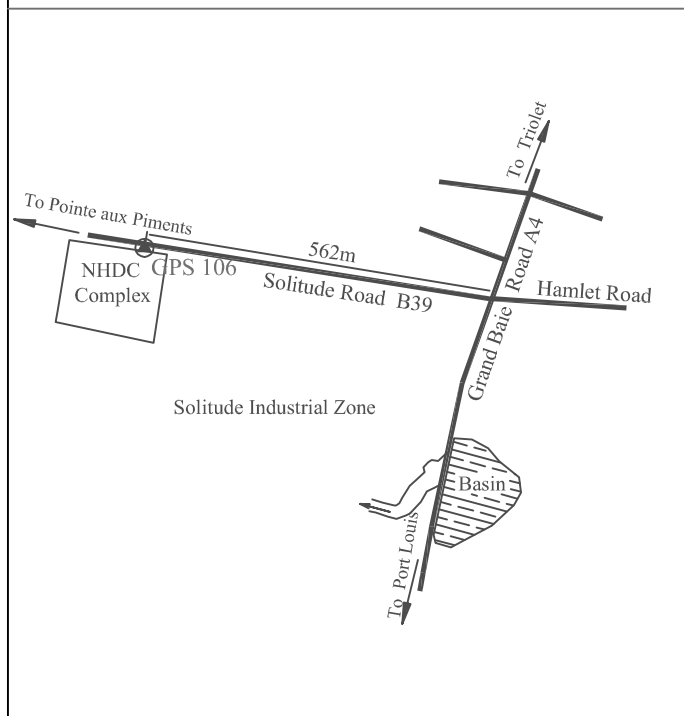 To Triolet
To Pointe aux Piments
562m
GPS 106
NHDC
Complex
Solitude Road B39
Grand Baie Road A4
Hamlet Road
Solitude Industrial Zone
Basin
To Port Louis